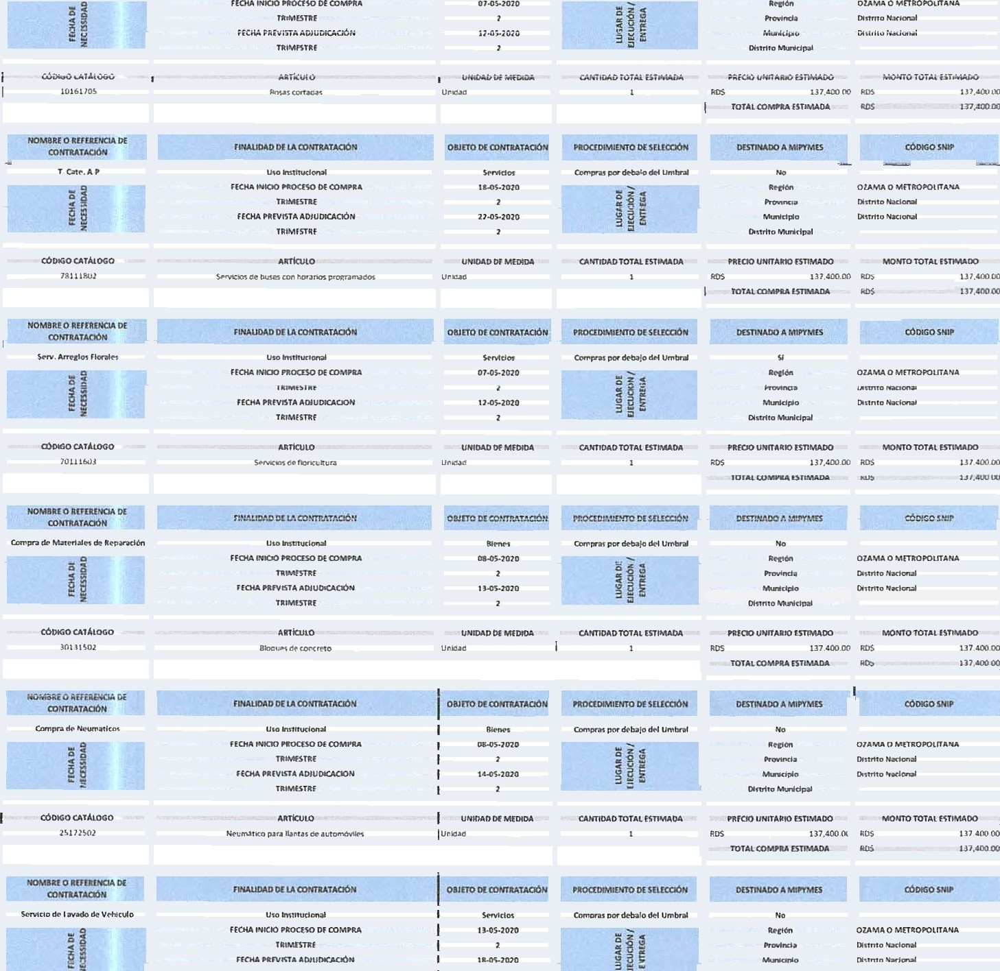 FECHA DE NECESSIDAD FECHA INICIO PROCESO DE COMPRA 07-05-2020 LUGAR DE EJECUCIÓN / ENTREGA Región OZAMA O METROPOLITANA
TRIMESTRE 2 Provincia Distrito Nacional
FECHA PREVISTA ADJUDICACIÓN 12-05-2020 Municipio Distrito Nacional
TRIMESTRE 2 Distrito Municipal
CÓDIGO CATÁLOGO ARTÍCULO UNIDAD DE MEDIDA CANTIDAD TOTAL ESTIMADA PRECIO UNITARIO ESTIMADO MONTO TOTAL ESTIMADO
10161705 Rosas cortadas Unidad 1 RD$ 137,400.00 RD$ 137,400.00
TOTAL COMPRA ESTIMADA RD$ 137,400.00
NOMBRE O REFERENCIA DE CONTRATACIÓN FINALIDAD DE LA CONTRATACIÓN OBJETO DE CONTRATACIÓN PROCEDIMIENTO DE SELECCIÓN DESTINADO A MIPYMES CÓDIGO SNIP
T. Cate. A P Uso Institucional Servicios Compras por debajo del Umbral No
FECHA DE NECESSIDAD FECHA INICIO PROCESO DE COMPRA 18-05-2020 LUGAR DE EJECUCIÓN / ENTREGA Región OZAMA O METROPOLITANA
TRIMESTRE 2 Provincia Distrito Nacional
FECHA PREVISTA ADJUDICACIÓN 22-05-2020 Municipio Distrito Nacional
TRIMESTRE 2 Distrito Municipal
CÓDIGO CATÁLOGO ARTÍCULO UNIDAD DE MEDIDA CANTIDAD TOTAL ESTIMADA PRECIO UNITARIO ESTIMADO MONTO TOTAL ESTIMADO
78111802 Servicios de buses con horarios programados Unidad 1 RD$ 137,400.00 RD$ 137,400.00
TOTAL COMPRA ESTIMADA RD$ 137,400.00
NOMBRE O REFERENCIA DE CONTRATACIÓN FINALIDAD DE LA CONTRATACIÓN OBJETO DE CONTRATACIÓN PROCEDIMIENTO DE SELECCIÓN DESTINADO A MIPYMES CÓDIGO SNIP
Serv. Arreglos Florales Uso Institucional Servicios Compras por debajo del Umbral Sí
FECHA DE NECESSIDAD FECHA INICIO PROCESO DE COMPRA 07-05-2020 LUGAR DE EJECUCION / ENTREGA Región OZAMA O METROPOLITANA
TRIMESTRE 2 Provincia Distrito Nacional
FECHA PREVISTA ADJUDICACION 12-05-2020 Municipio Distrito Nacional
TRIMESTRE 2 Distrito Municipal
CÓDIGO CATÁLOGO ARTÍCULO UNIDAD DE MEDIDA CANTIDAD TOTAL ESTIMADA PRECIO UNITARIO ESTIMADO MONTO TOTAL ESTIMADO
70111603 Servicios de floricultura Unidad 1 RD$ 137,400.00 RD$ 137,400.00
TOTAL COMPRA ESTIMADA RD$ 137,400.00
NOMBRE O REFERENCIA DE CONTRATACIÓN FINALIDAD DE LA CONTRATACIÓN OBJETO DE CONTRATACIÓN PROCEDIMIENTO DE SELECCIÓN DESTINADO A MIPYMES CÓDIGO SNIP
Compra de Materiales de Reparación Uso Institucional Bienes Compras por debajo del Umbral No
FECHA DE NECESSIDAD FECHA INICIO PROCESO DE COMPRA 08-05-2020 LUGAR DE EJECUCIÓN / ENTREGA Región OZAMA O METROPOLITANA
TRIMESTRE 2 Provincia Distrito Nacional
FECHA PREVISTA ADJUDICACIÓN 13-05-2020 Municipio Distrito Nacional
TRIMESTRE 2 Distrito Municipal
CÓDIGO CATÁLOGO ARTÍCULO UNIDAD DE MEDIDA CANTIDAD TOTAL ESTIMADA PRECIO UNITARIO ESTIMADO MONTO TOTAL ESTIMADO
30131502 Bloques de concreto Unidad 1 RD$ 137,400.00 RD$ 137,400.00
TOTAL COMPRA ESTIMADA RD$ 137,400.00
NOMBRE O REFERENCIA DE CONTRATACIÓN FINALIDAD DE LA CONTRATACIÓN OBJETO DE CONTRATACIÓN PROCEDIMIENTO DE SELECCIÓN DESTINADO A MIPYMES CÓDIGO SNIP
Compra de Neumaticos Uso Institucional Bienes Compras por debajo del Umbral No
FECHA DE NECESSIDAD FECHA INICIO PROCESO DE COMPRA 08-05-2020 LUGAR DE EJECUCIÓN / ENTREGA Región OZAMA O METROPOLITANA
TRIMESTRE 2 Provincia Distrito Nacional
FECHA PREVISTA ADJUDICACION 14-05-2020 Municipio Distrito Nacional
TRIMESTRE 2 Distrito Municipal
CÓDIGO CATÁLOGO ARTÍCULO UNIDAD DE MEDIDA CANTIDAD TOTAL ESTIMADA PRECIO UNITARIO ESTIMADO MONTO TOTAL ESTIMADO
25172502 Neumático para llantas de automóviles Unidad 1 RD$ 137,400.00 RD$ 137,400.00
TOTAL COMPRA ESTIMADA RD$ 137,400.00
NOMBRE O REFERENCIA DE CONTRATACIÓN FINALIDAD DE LA CONTRATACIÓN OBJETO DE CONTRATACIÓN PROCEDIMIENTO DE SELECCIÓN DESTINADO A MIPYMES CÓDIGO SNIP
Servicio de Lavado de Vehiculo Uso Institucional Servicios Compras por debajo del Umbral No
FECHA DE NECESSIDAD FECHA INICIO PROCESO DE COMPRA 13-05-2020 LUGAR DE EJECUCIÓN / ENTREGA Región OZAMA O METROPOLITANA
TRIMESTRE 2 Provincia Distrito Nacional
FECHA PREVISTA ADJUDICACIÓN 18-05-2020 Municipio Distrito Nacional